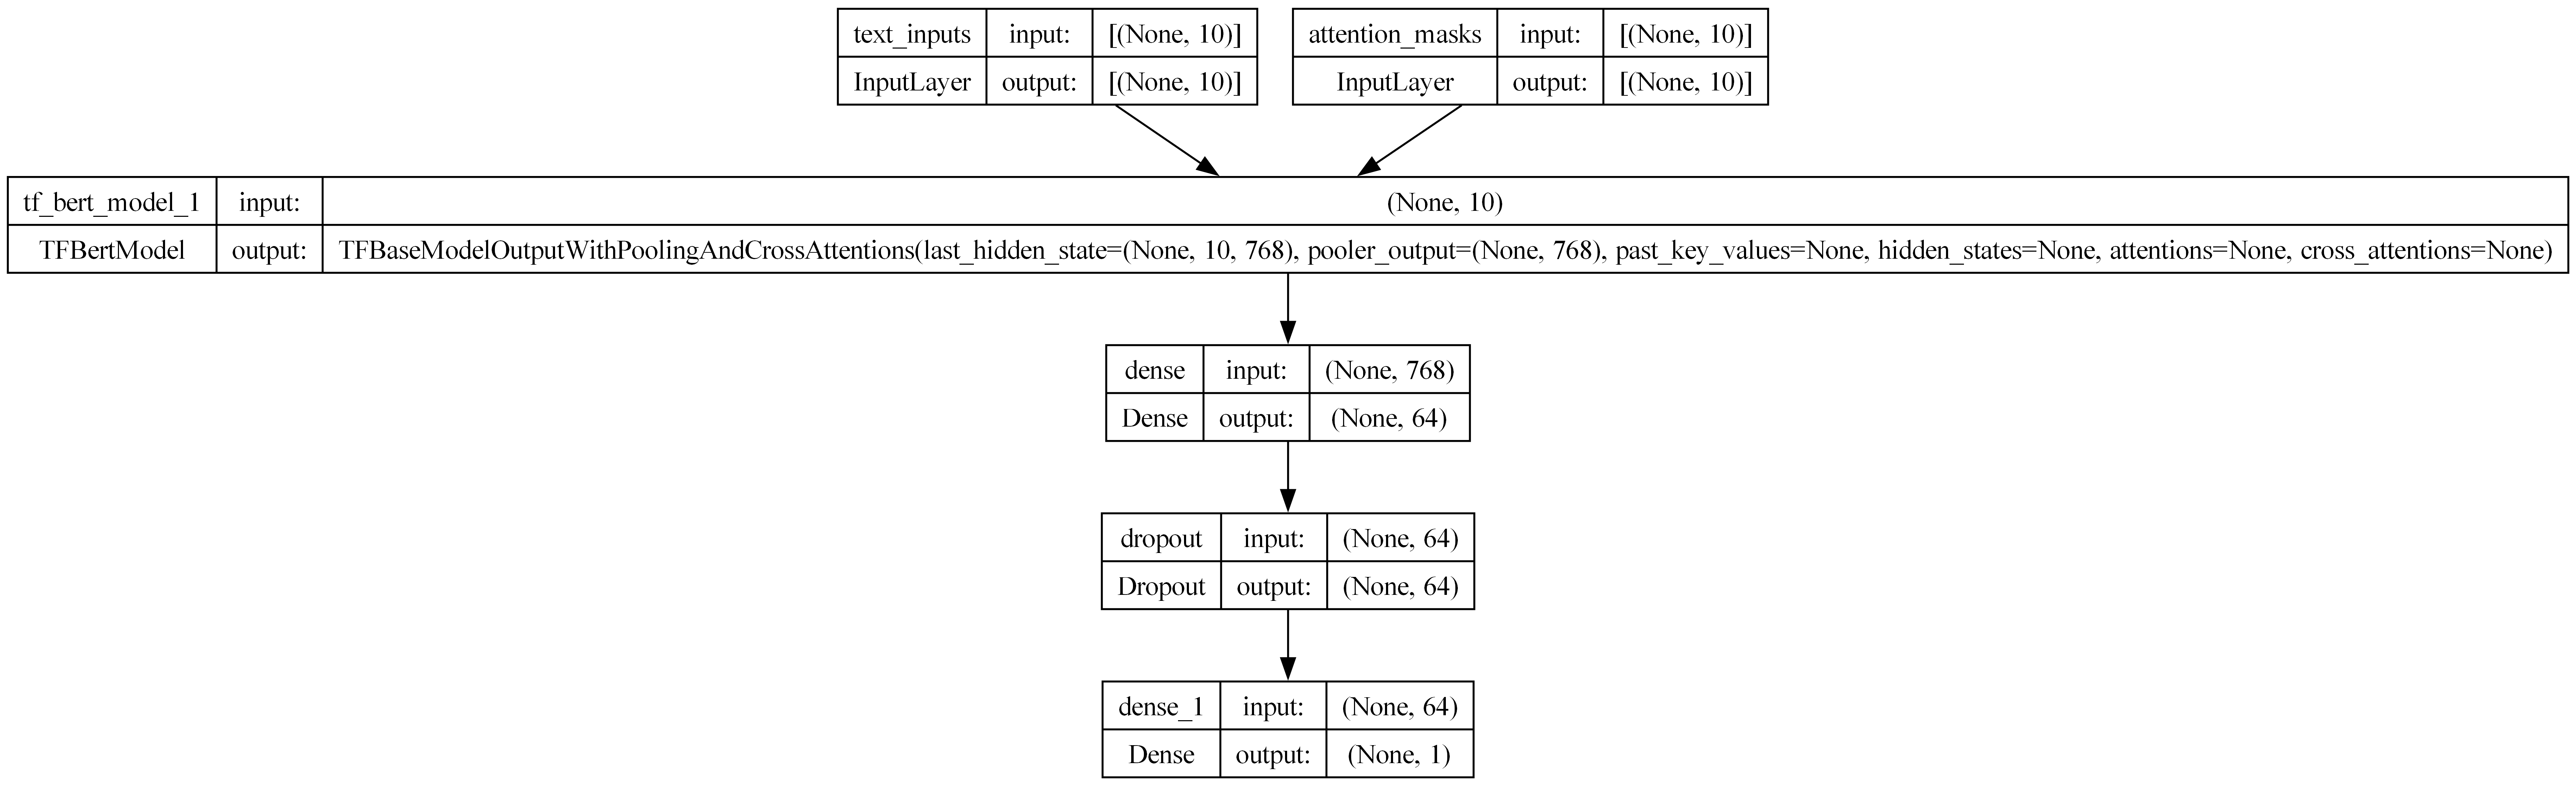 text_inputs input: [(None, 10)]
InputLayer output: [(None, 10)]
attention_masks input: [(None, 10)]
InputLayer output: [(None, 10)]
tf_bert_model_1 input: (None, 10)
TFBertModel output: TFBaseModelOutputWithPoolingAndCrossAttentions(last_hidden_state=(None, 10, 768), pooler_output=(None, 768), past_key_values=None, hidden_states=None, attentions=None, cross_attentions=None)
dense input: (None, 768)
Dense output: (None, 64)
dropout input: (None, 64)
Dropout output: (None, 64)
dense_1 input: (None, 64)
Dense output: (None, 1)